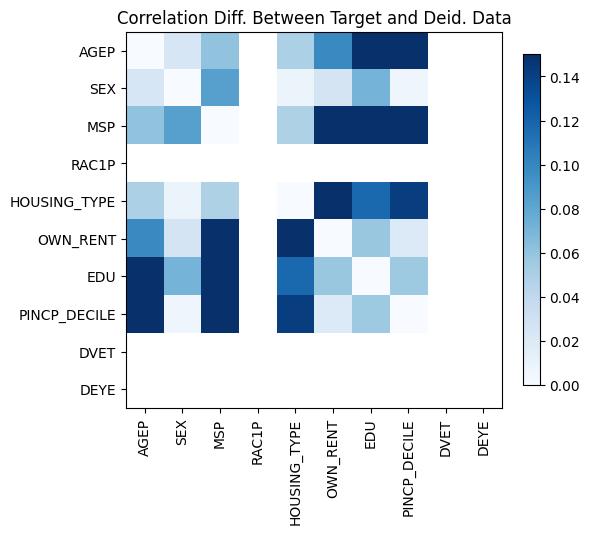 Correlation Diff. Between Target and Deid. Data
AGEP
SEX
MSP
RAC1P
HOUSING_TYPE
OWN_RENT
EDU
PINCP_DECILE
DVET
DEYE
AGEP
SEX
MSP
RAC1P
HOUSING_TYPE
OWN_RENT
EDU
PINCP_DECILE
DVET
DEYE
0.14
0.12
0.10
0.08
0.06
0.04
0.02
0.00